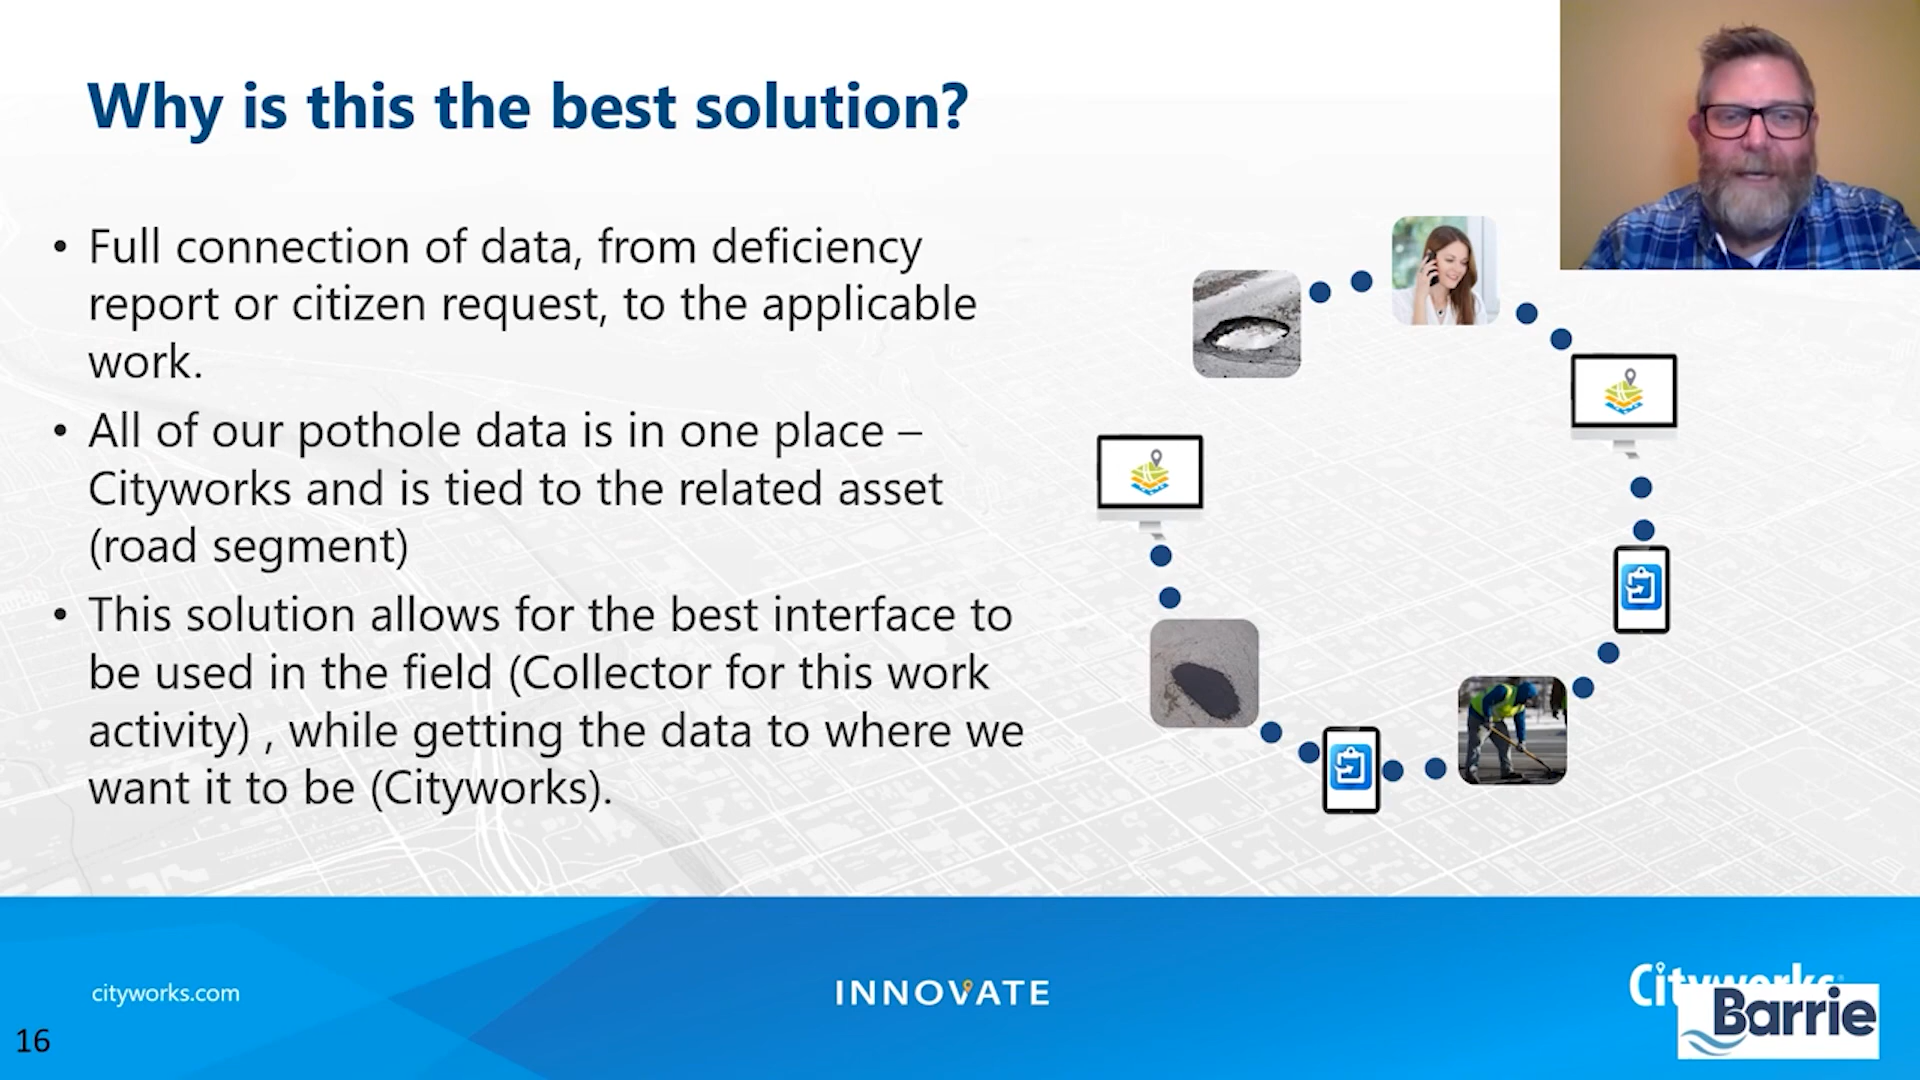 Why is this the best solution?
• Full connection of data, from deficiency
report or citizen request, to the applicable
work.
• All of our pothole data is in one place –
Cityworks and is tied to the related asset
(road segment)
• This solution allows for the best interface to
be used in the field (Collector for this work
activity) , while getting the data to where we
want it to be (Cityworks).
cityworks.com
INNOVATE
Cityworks
Barrie
16